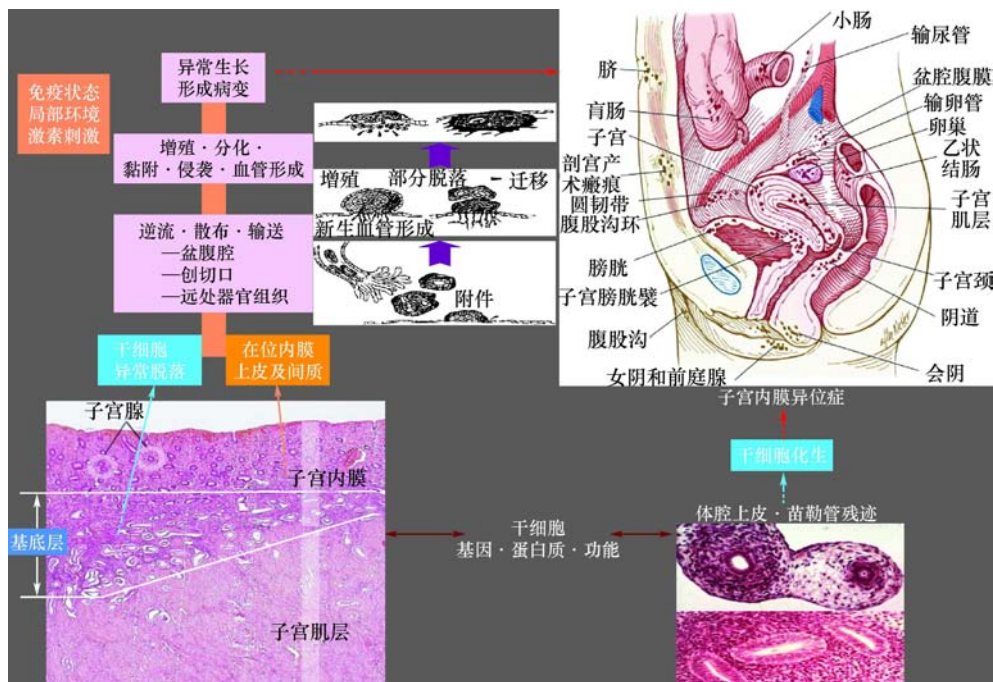 异常生长
形成病变
免疫状态
局部环境
激素刺激
增殖·分化·
黏附·侵袭·血管形成
逆流·散布·输送
—盆腹腔
—创切口
—远处器官组织
干细胞
异常脱落
在位内膜
上皮及间质
增殖
部分脱落
迁移
新生血管形成
附件
小肠
输尿管
脐
盆腔腹膜
输卵管
盲肠
卵巢
子宫
乙状
结肠
剖宫产
术瘢痕
圆韧带
子宫
肌层
腹股沟环
膀胱
子宫颈
子宫膀胱襞
阴道
腹股沟
会阴
女阴和前庭腺
子宫内膜异位症
干细胞化生
体腔上皮·苗勒管残迹
干细胞
基因·蛋白质·功能
子宫腺
子宫内膜
基底层
子宫肌层